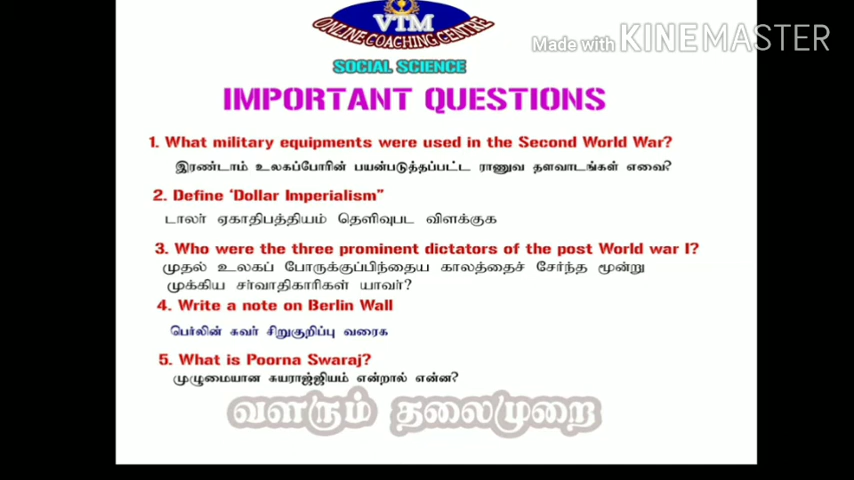 VTM
ONLINE COACHING CENTRE
Made with KINEMASTER
SOCIAL SCIENCE
IMPORTANT QUESTIONS
1. What military equipments were used in the Second World War?
இரண்டாம் உலகப்போரின் பயன்படுத்தப்பட்ட ராணுவ தளவாடங்கள் எவை?
2. Define 'Dollar Imperialism"
டாலர் ஏகாதிபத்தியம் தெளிவுபட விளக்குக
3. Who were the three prominent dictators of the post World war I?
முதல் உலகப் போருக்குப்பிந்தைய காலத்தைச் சேர்ந்த மூன்று
முக்கிய சர்வாதிகாரிகள் யாவர்?
4. Write a note on Berlin Wall
பெர்லின் சுவர் சிறுகுறிப்பு வரைக
5. What is Poorna Swaraj?
முழுமையான சுயராஜ்ஜியம் என்றால் என்ன?
வளரும் தலைமுறை